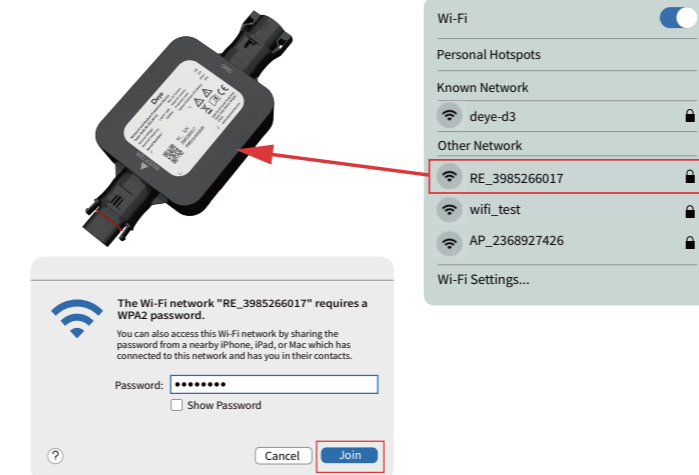 Deye
GRID
Wi-Fi
Personal Hotspots
Known Network
deye-d3
Other Network
RE_3985266017
wifi_test
AP_2368927426
Wi-Fi Settings...
The Wi-Fi network "RE_3985266017" requires a
WPA2 password.
You can also access this Wi-Fi network by sharing the
password from a nearby iPhone, iPad, or Mac which has
connected to this network and has you in their contacts.
Password: ••••••••
Show Password
?
Cancel
Join